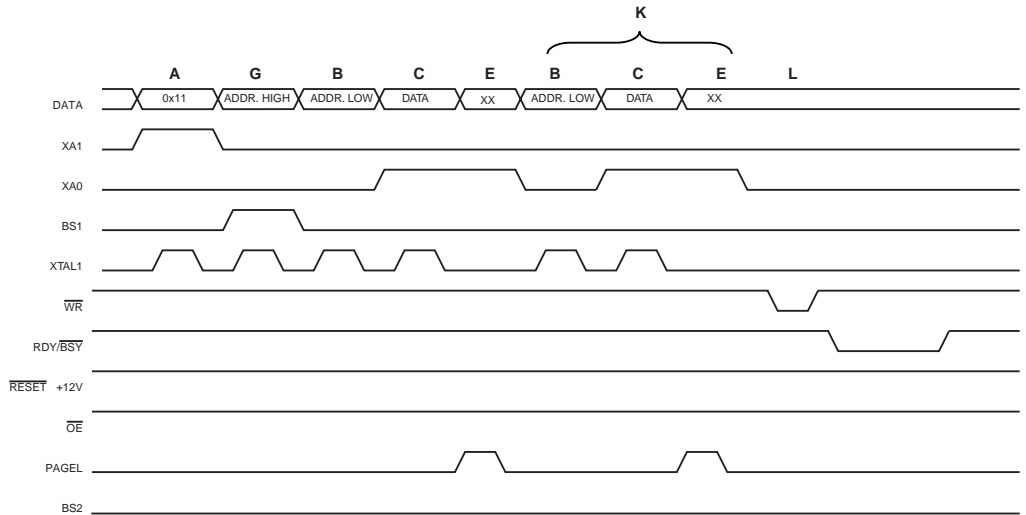 K
A G B C E B C E L
DATA 0x11 ADDR. HIGH ADDR. LOW DATA XX ADDR. LOW DATA XX
XA1
XA0
BS1
XTAL1
WR
RDY/BSY
RESET +12V
OE
PAGEL
BS2